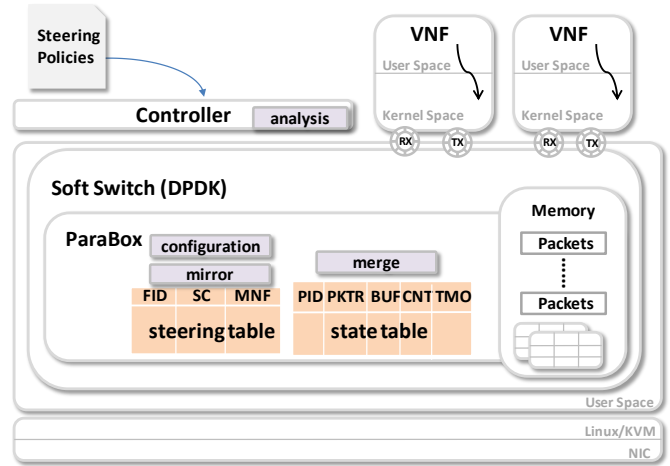 Steering
Policies
VNF
User Space
Kernel Space
RX
TX
VNF
User Space
Kernel Space
RX
TX
Controller
analysis
Soft Switch (DPDK)
ParaBox
configuration
mirror
FID SC MNF
steering table
merge
PID PKTR BUF CNT TMO
state table
Memory
Packets
Packets
User Space
Linux/KVM
NIC